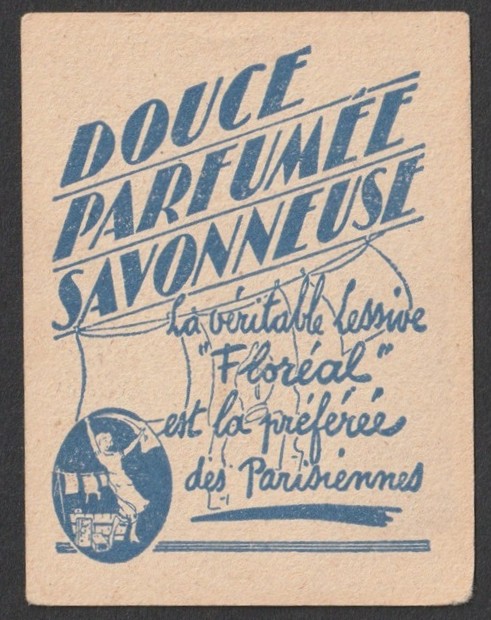 DOUCE
PARFUMÉE
SAVONNEUSE
La véritable Lessive
"Floréal"
est la préférée
des Parisiennes